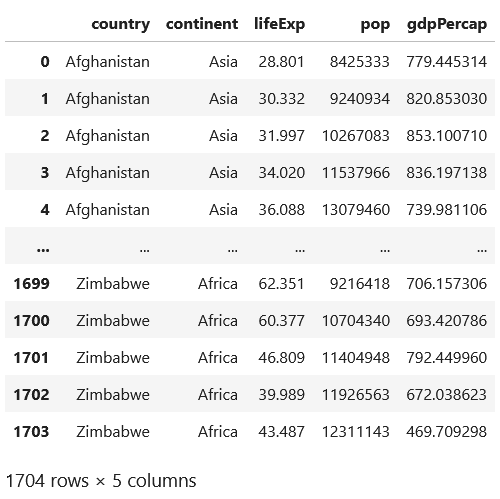 country continent lifeExp pop gdpPercap
0 Afghanistan Asia 28.801 8425333 779.445314
1 Afghanistan Asia 30.332 9240934 820.853030
2 Afghanistan Asia 31.997 10267083 853.100710
3 Afghanistan Asia 34.020 11537966 836.197138
4 Afghanistan Asia 36.088 13079460 739.981106
... ... ... ... ... ...
1699 Zimbabwe Africa 62.351 9216418 706.157306
1700 Zimbabwe Africa 60.377 10704340 693.420786
1701 Zimbabwe Africa 46.809 11404948 792.449960
1702 Zimbabwe Africa 39.989 11926563 672.038623
1703 Zimbabwe Africa 43.487 12311143 469.709298
1704 rows × 5 columns